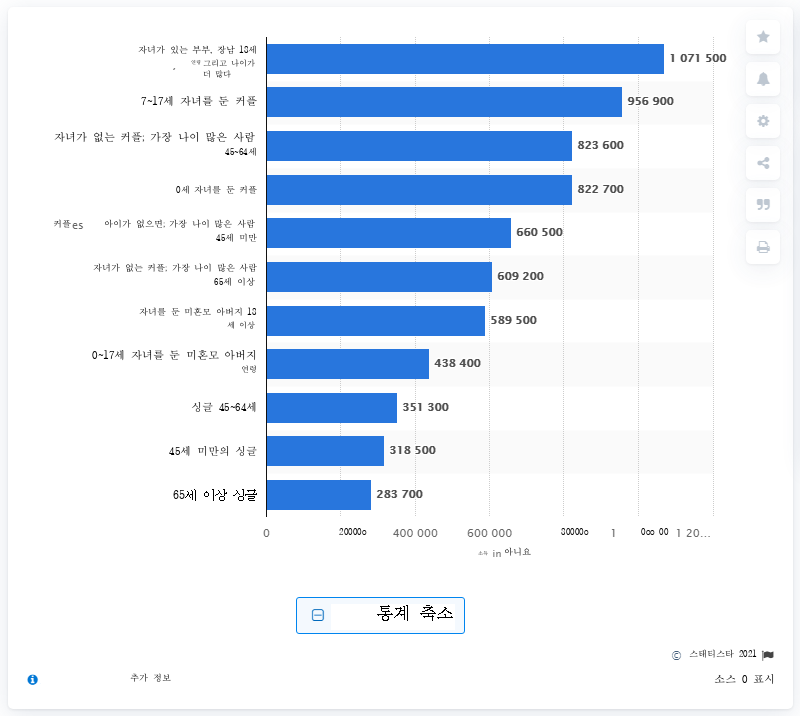 자녀가 있는 부부, 장남 18세
연령 그리고 나이가
더 많다
1 071 500
7~17세 자녀를 둔 커플
956 900
자녀가 없는 커플; 가장 나이 많은 사람
45~64세
823 600
0세 자녀를 둔 커플
822 700
커플es 아이가 없으면; 가장 나이 많은 사람
45세 미만
660 500
자녀가 없는 커플; 가장 나이 많은 사람
65세 이상
609 200
자녀를 둔 미혼모 아버지 18
세 이상
589 500
0~17세 자녀를 둔 미혼모 아버지
연령
438 400
싱글 45~64세
351 300
45세 미만의 싱글
318 500
65세 이상 싱글
283 700
0 200000 400 000 600 000 800000 1 000 00 1 20...
소득 in 아니요
통계 축소
© 스태티스타 2021
추가 정보
소스 0 표시